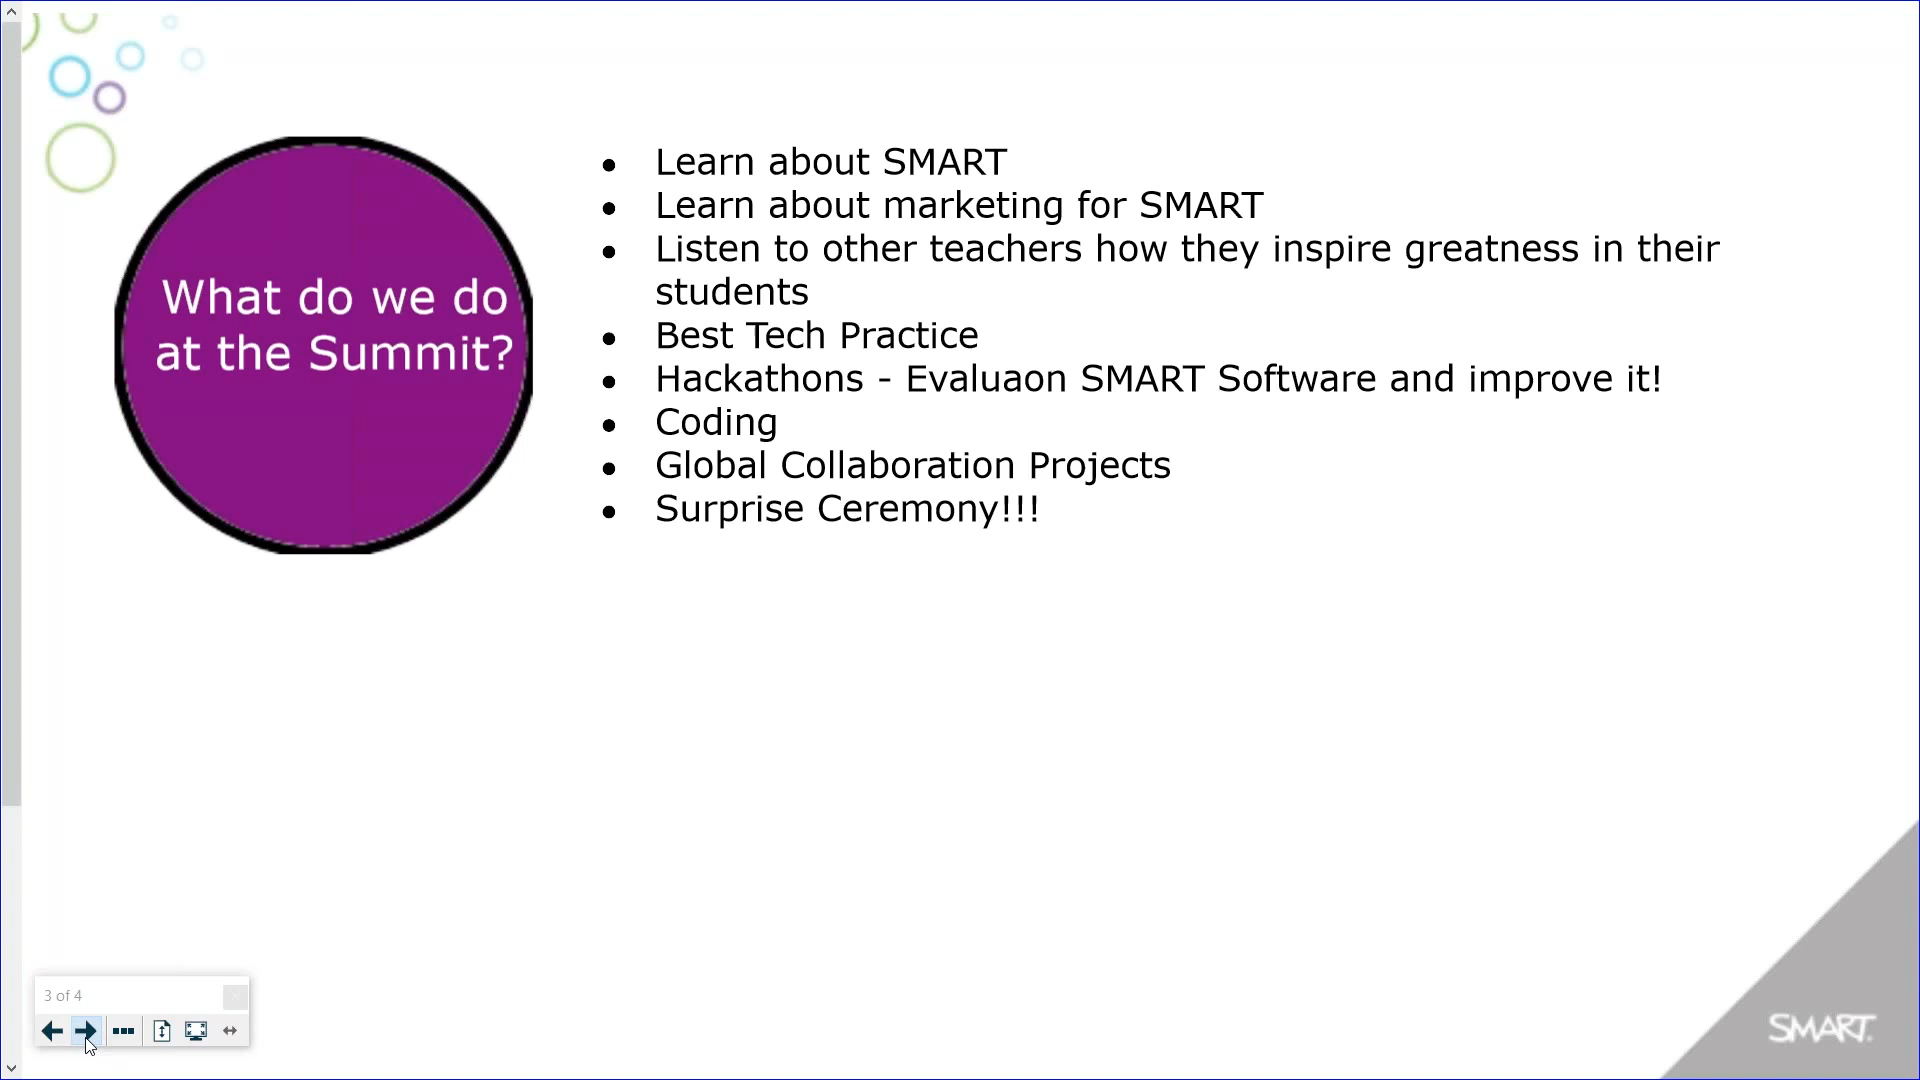 What do we do
at the Summit?
• Learn about SMART
• Learn about marketing for SMART
• Listen to other teachers how they inspire greatness in their
students
• Best Tech Practice
• Hackathons - Evaluaon SMART Software and improve it!
• Coding
• Global Collaboration Projects
• Surprise Ceremony!!!
3 of 4
SMART